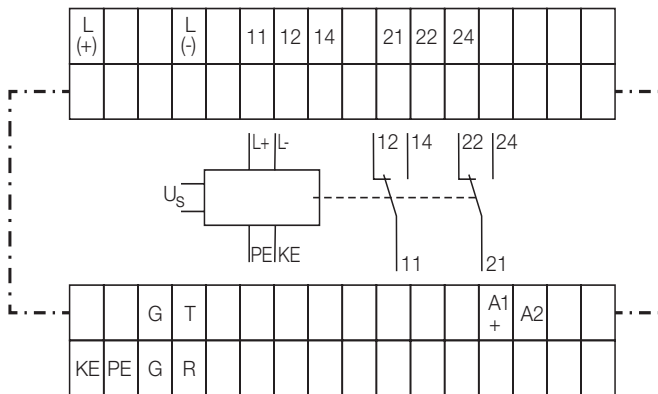 L (+) L (-) 11 12 14 21 22 24
L+ L- 12 14 22 24
Us
PE KE 11 21
G T A1 + A2
KE PE G R